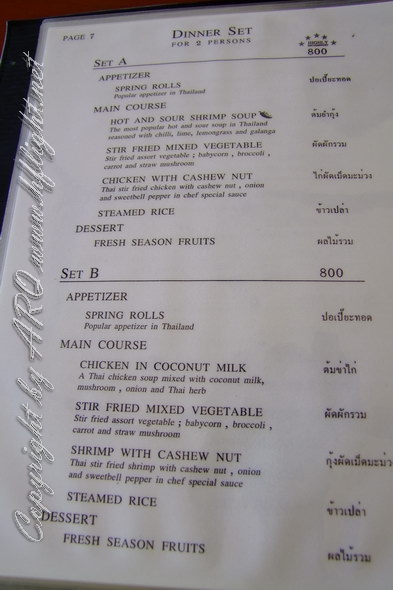 PAGE 7
DINNER SET
FOR 2 PERSONS
SET A 800
APPETIZER
SPRING ROLLS ปอเปี๊ยะทอด
Popular appetizer in Thailand
MAIN COURSE
HOT AND SOUR SHRIMP SOUP ต้มยำกุ้ง
The most popular hot and sour soup in Thailand
seasoned with chilli, lime, lemongrass and galanga
STIR FRIED MIXED VEGETABLE ผัดผักรวม
Stir fried assort vegetable ; babycorn , broccoli ,
carrot and straw mushroom
CHICKEN WITH CASHEW NUT ไก่ผัดเม็ดมะม่วง
Thai stir fried chicken with cashew nut , onion
and sweetbell pepper in chef special sauce
STEAMED RICE ข้าวเปล่า
DESSERT
FRESH SEASON FRUITS ผลไม้รวม
SET B 800
APPETIZER
SPRING ROLLS ปอเปี๊ยะทอด
Popular appetizer in Thailand
MAIN COURSE
CHICKEN IN COCONUT MILK ต้มข่าไก่
A Thai chicken soup mixed with coconut milk,
mushroom , onion and Thai herb
STIR FRIED MIXED VEGETABLE ผัดผักรวม
Stir fried assort vegetable ; babycorn , broccoli ,
carrot and straw mushroom
SHRIMP WITH CASHEW NUT กุ้งผัดเม็ดมะม่วง
Thai stir fried shrimp with cashew nut , onion
and sweetbell pepper in chef special sauce
STEAMED RICE ข้าวเปล่า
DESSERT
FRESH SEASON FRUITS ผลไม้รวม
Copyright by ARO www.hflight.net